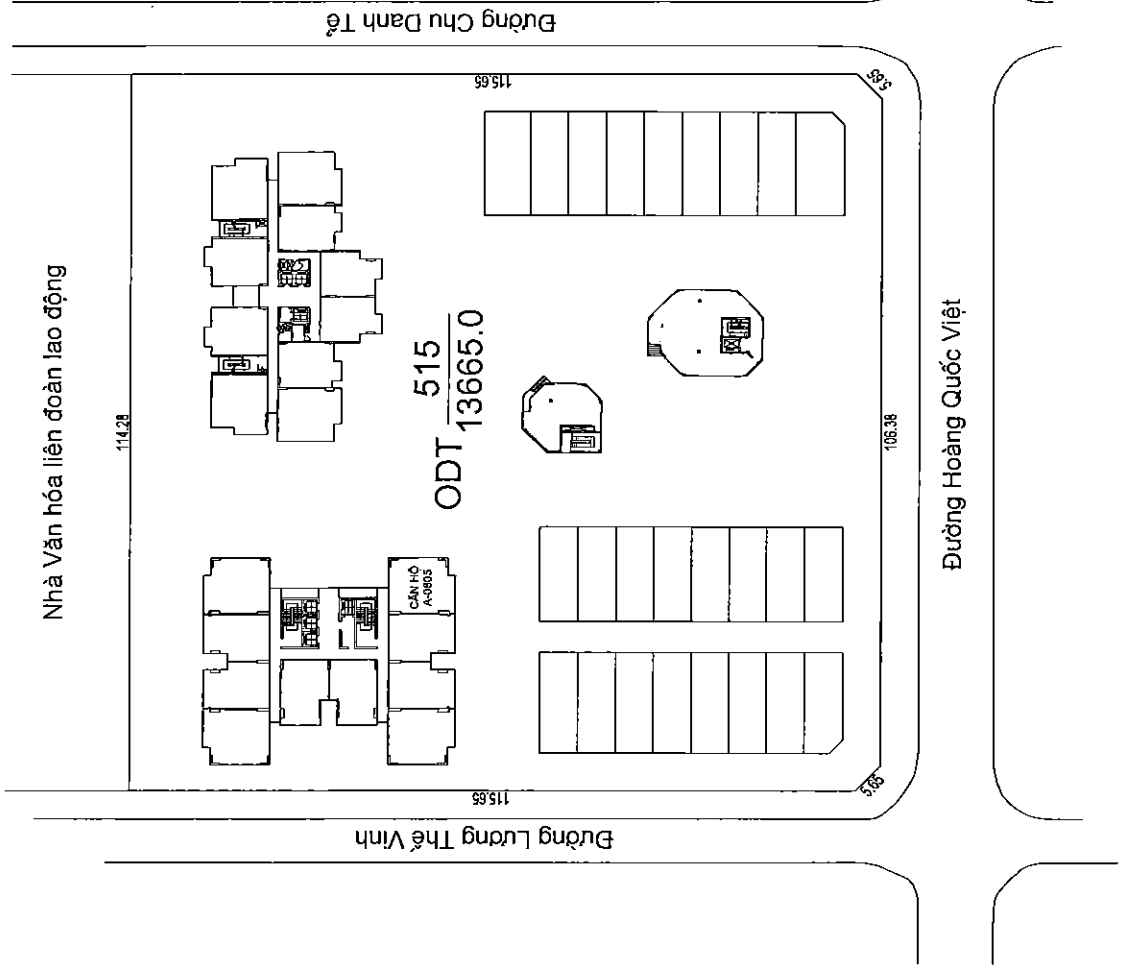 Đường Chu Danh Tể
115.65
5.65
Nhà Văn hóa liên đoàn lao động
114.28
ODT
515
13665.0
CĂN HỘ
A-0805
106.38
Đường Hoàng Quốc Việt
5.65
115.65
Đường Lương Thế Vinh